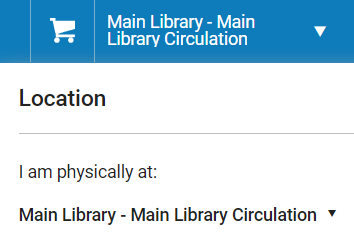 Main Library - Main
Library Circulation
Location
I am physically at:
Main Library - Main Library Circulation